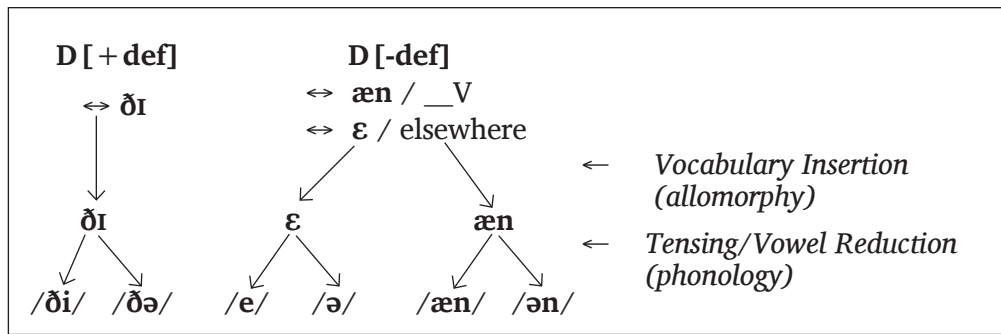 D[+def] D[-def]
↔ ðɪ ↔ æn / __V
↔ ɛ / elsewhere
← Vocabulary Insertion
(allomorphy)
ðɪ ɛ æn
← Tensing/Vowel Reduction
(phonology)
/ði/ /ðə/ /e/ /ə/ /æn/ /ən/